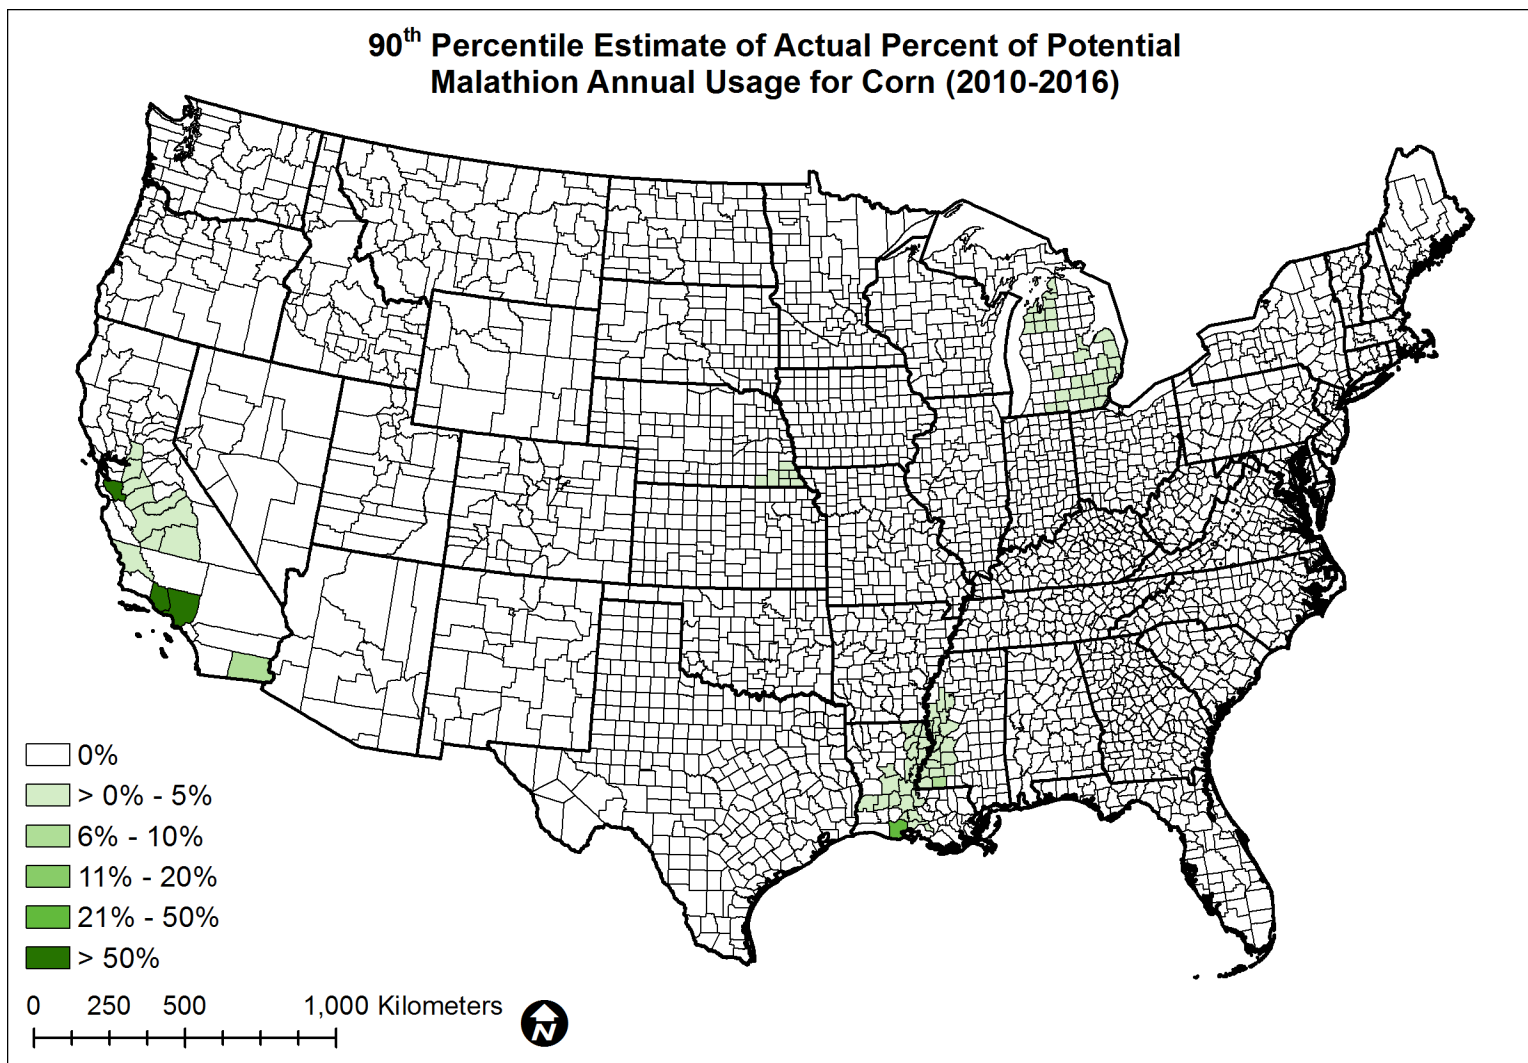 90th Percentile Estimate of Actual Percent of Potential
Malathion Annual Usage for Corn (2010-2016)
0%
> 0% - 5%
6% - 10%
11% - 20%
21% - 50%
> 50%
0 250 500 1,000 Kilometers
N